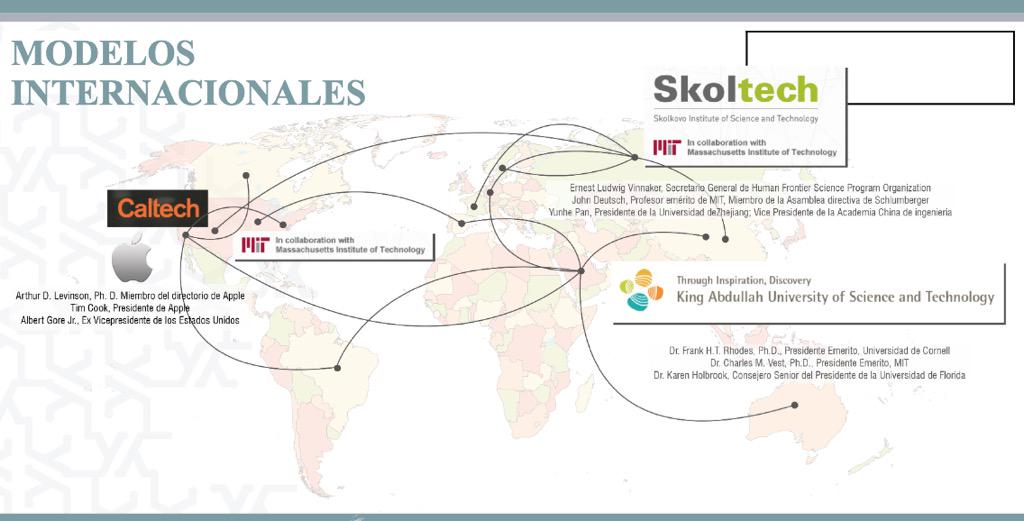 MODELOS
INTERNACIONALES
Skoltech
Skolkovo Institute of Science and Technology
MIT
In collaboration with
Massachusetts Institute of Technology
Ernest Ludwig Vinnaker, Secretario General de Human Frontier Science Program Organization
John Deutsch, Profesor emérito de MIT, Miembro de la Asamblea directiva de Schlumberger
Yunhe Pan, Presidente de la Universidad deZhejiang; Vice Presidente de la Academia China de ingeniería
Caltech
MIT
In collaboration with
Massachusetts Institute of Technology
Arthur D. Levinson, Ph. D. Miembro del directorio de Apple
Tim Cook, Presidente de Apple
Albert Gore Jr., Ex Vicepresidente de los Estados Unidos
Through Inspiration, Discovery
King Abdullah University of Science and Technology
Dr. Frank H.T. Rhodes, Ph.D., Presidente Emerito, Universidad de Cornell
Dr. Charles M. Vest, Ph.D., Presidente Emerito, MIT
Dr. Karen Holbrook, Consejero Senior del Presidente de la Universidad de Florida